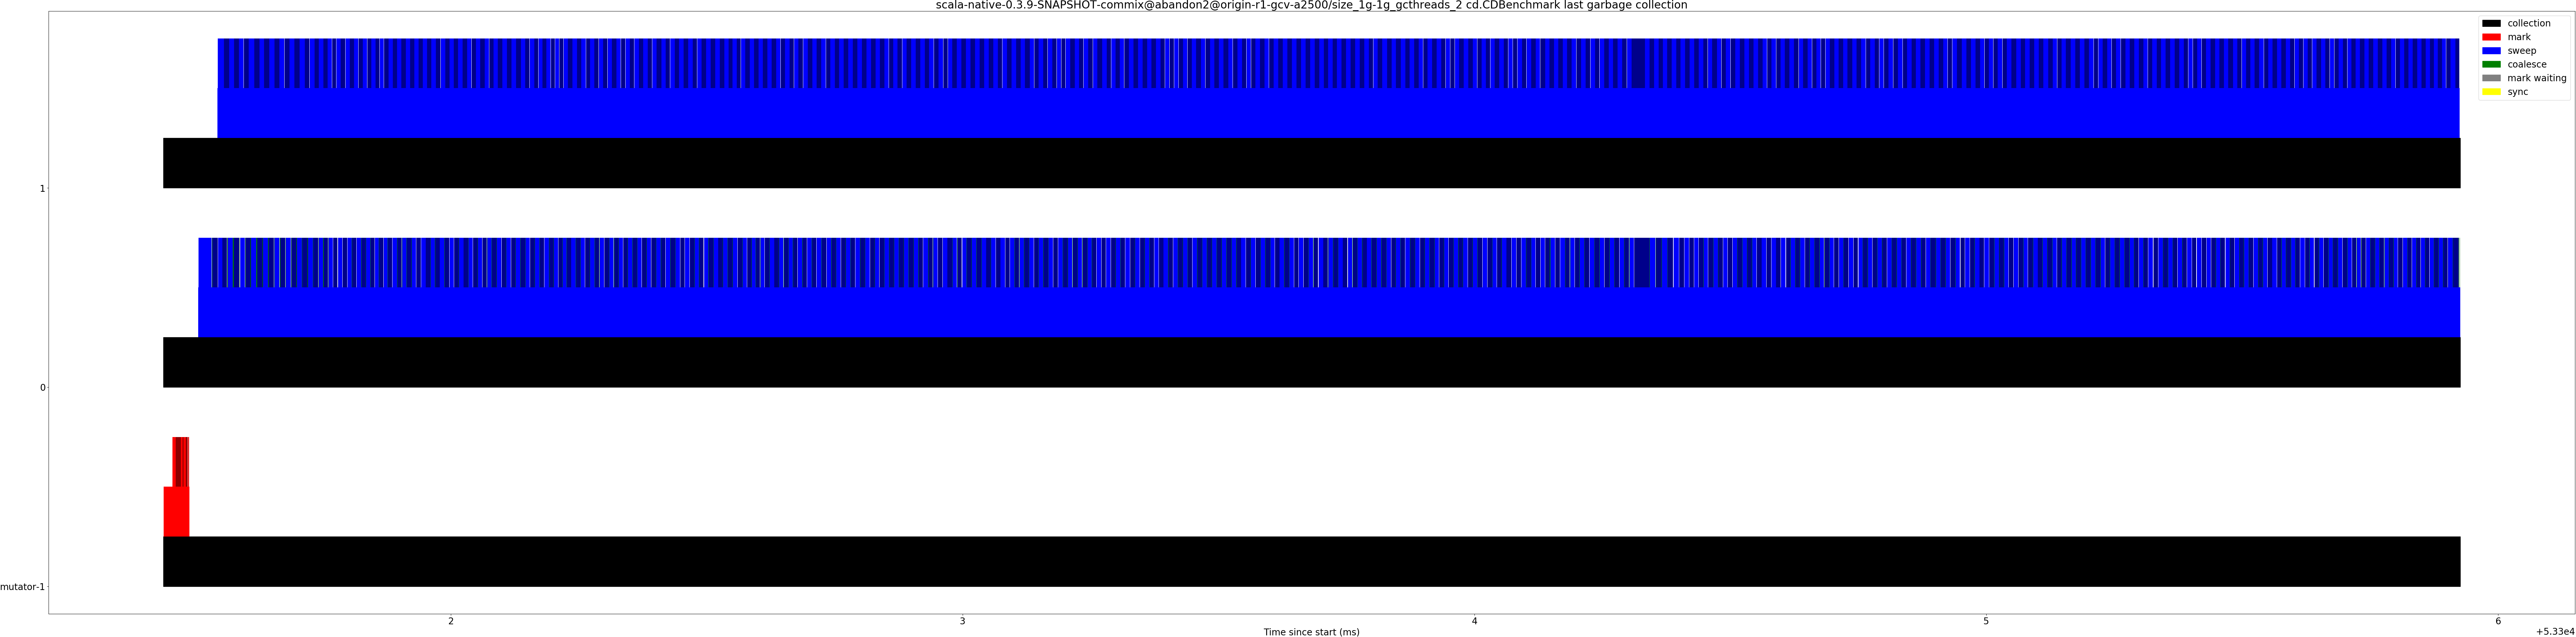 scala-native-0.3.9-SNAPSHOT-commix@abandon2@origin-r1-gcv-a2500/size_1g-1g_gcthreads_2 cd.CDBenchmark last garbage collection
collection
mark
sweep
coalesce
mark waiting
sync
1
0
mutator-1
2
3
4
5
6
Time since start (ms)
+5.33e4